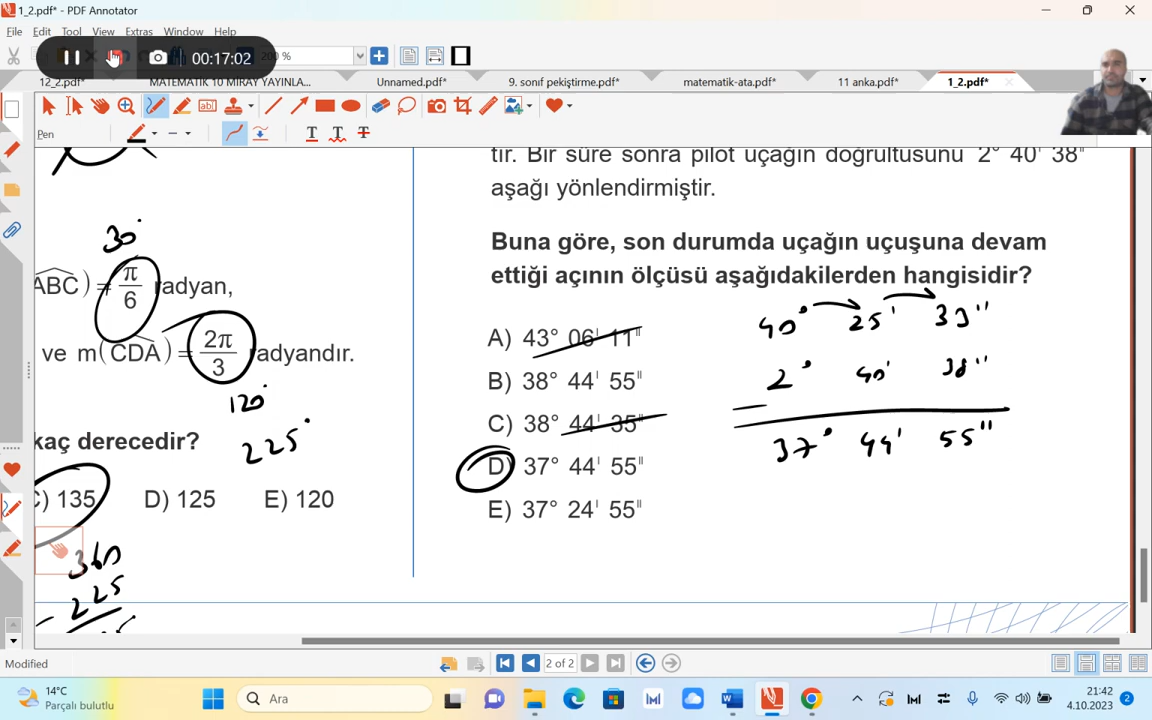 1_2.pdf* - PDF Annotator
File Edit Tool Extras View Window Help
00:17:02
200 %
12_2.pdf* MATEMATIK 10 MİRAY YAYINLA... Unnamed.pdf* 9. sınıf pekiştirme.pdf* matematik-ata.pdf* 11 anka.pdf* 1_2.pdf*
Pen
tir. Bir süre sonra pilot uçağın doğrultusunu 2° 40' 38''
aşağı yönlendirmiştir.
Buna göre, son durumda uçağın uçuşuna devam
ettiği açının ölçüsü aşağıdakilerden hangisidir?
A) 43° 06' 11''
B) 38° 44' 55''
C) 38° 44' 35''
D) 37° 44' 55''
E) 37° 24' 55''
40° 25' 33''
2° 40' 38''
37° 44' 55''
30°
ABC) = π/6 radyan,
ve m(CDA) = 2π/3 radyandır.
120°
225°
kaç derecedir?
C) 135 D) 125 E) 120
360
225
Modified
2 of 2
14°C
Parçalı bulutlu
Ara
21:42
4.10.2023
2